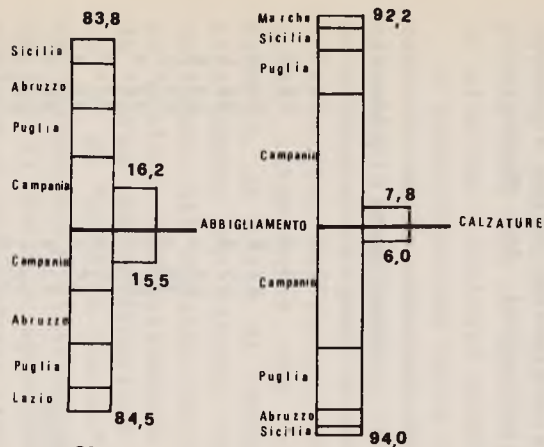 83,8
Sicilia
Abruzzo
Puglia
Campania
16,2
ABBIGLIAMENTO
Campania
15,5
Abruzzo
Puglia
Lazio
84,5
92,2
Marche
Sicilia
Puglia
Campania
7,8
CALZATURE
6,0
Campania
Puglia
Abruzzo
Sicilia
94,0